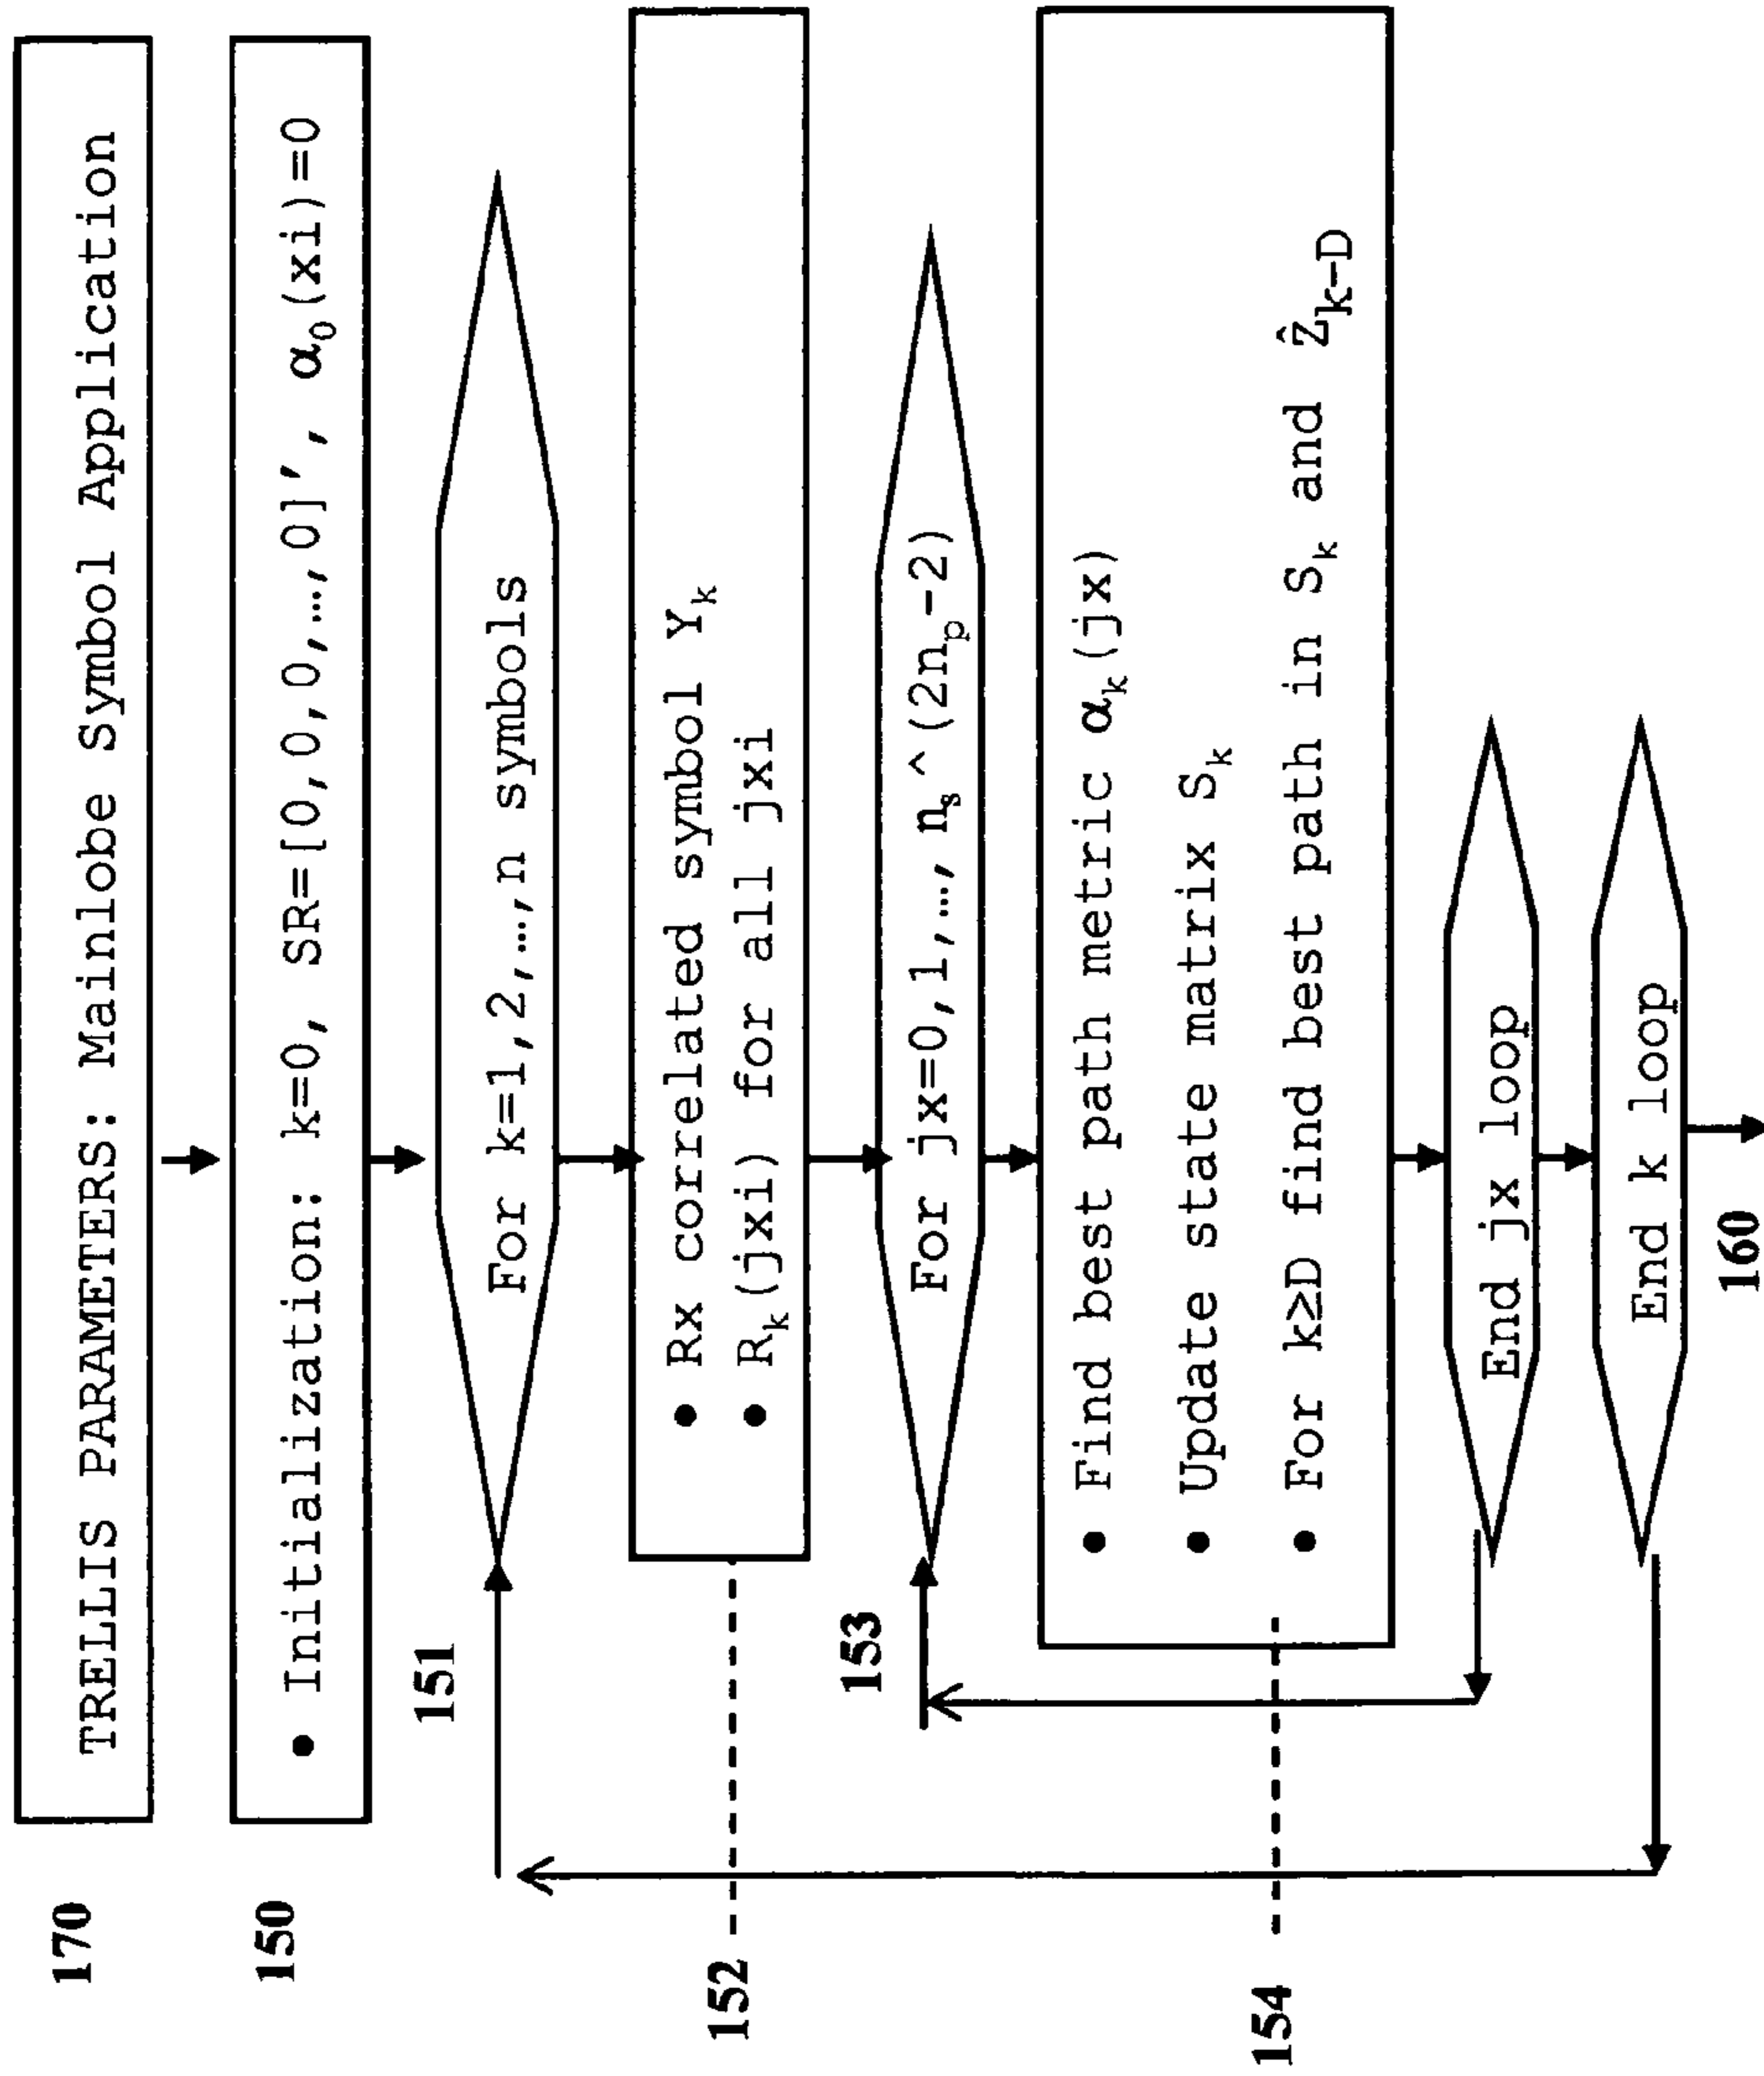 170
TRELLIS PARAMETERS: Mainlobe Symbol Application
150
• Initialization: k=0, SR=[0,0,0,0,…,0]′, α₀(xi)=0
151
For k=1,2,…,n symbols
152
• Rx correlated symbol Yₖ
• Rₖ(jxi) for all jxi
153
For jx=0,1,…, nₛ^(2nₚ-2)
154
• Find best path metric αₖ(jx)
• Update state matrix Sₖ
• For k≥D find best path in Sₖ and Ẑk-D
End jx loop
End k loop
160